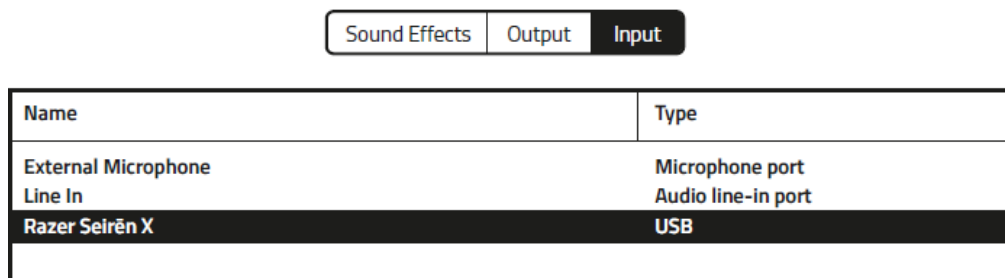 Sound Effects Output Input
Name Type
External Microphone Microphone port
Line In Audio line-in port
Razer Seirēn X USB